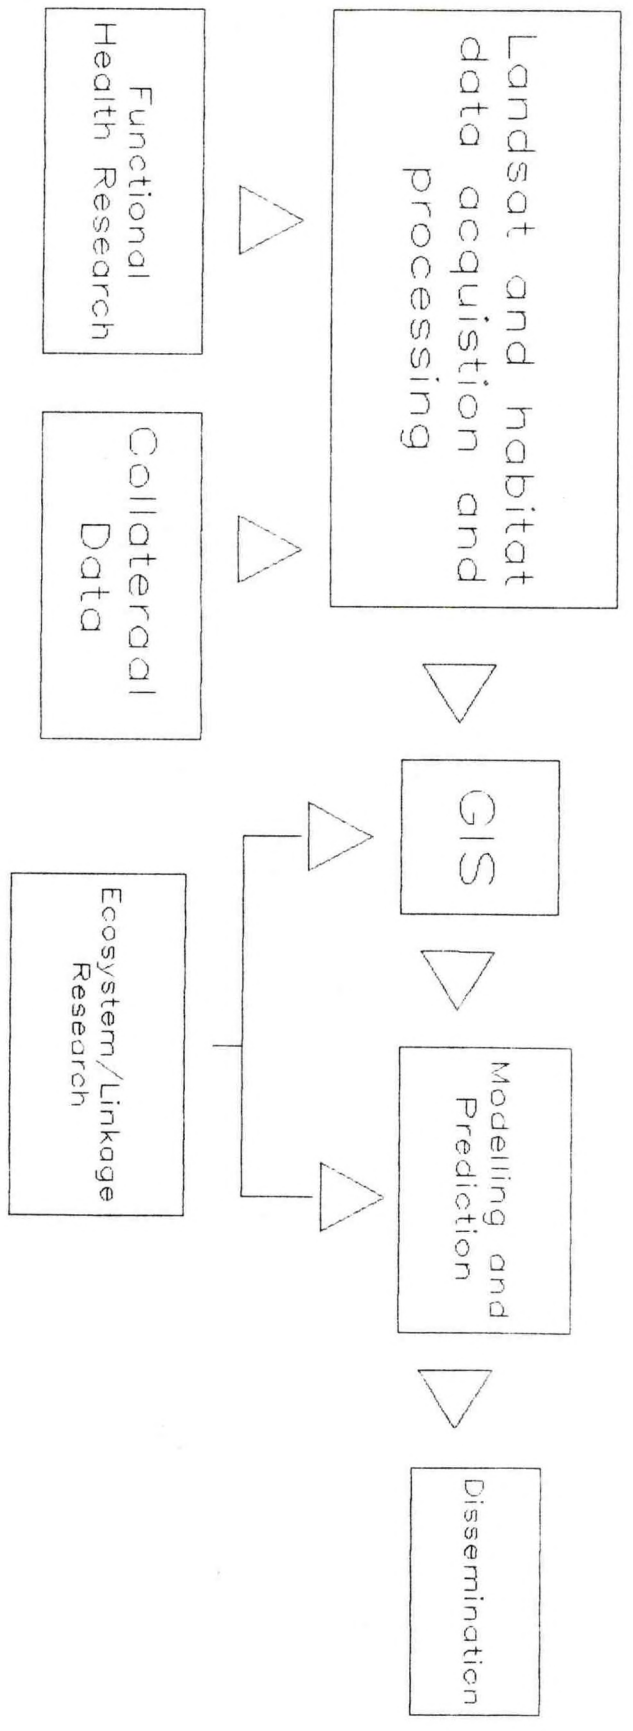 Landsat and habitat
data acquistion and
processing
GIS
Modelling and
Prediction
Dissemination
Functional
Health Research
Collateraal
Data
Ecosystem/Linkage
Research